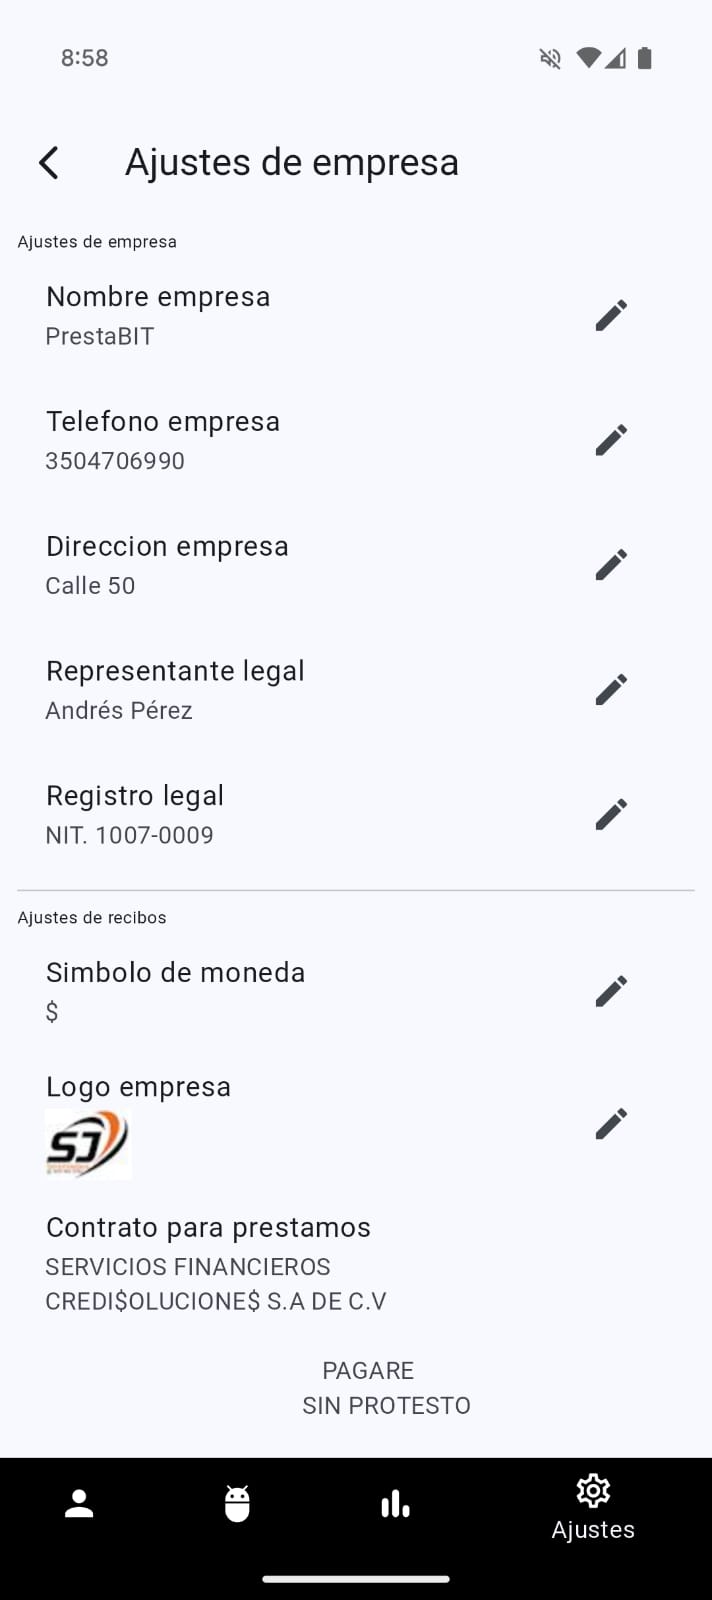 8:58
Ajustes de empresa
Ajustes de empresa
Nombre empresa
PrestaBIT
Telefono empresa
3504706990
Direccion empresa
Calle 50
Representante legal
Andrés Pérez
Registro legal
NIT. 1007-0009
Ajustes de recibos
Simbolo de moneda
$
Logo empresa
SJ
Contrato para prestamos
SERVICIOS FINANCIEROS
CREDI$OLUCIONE$ S.A DE C.V
PAGARE
SIN PROTESTO
Ajustes